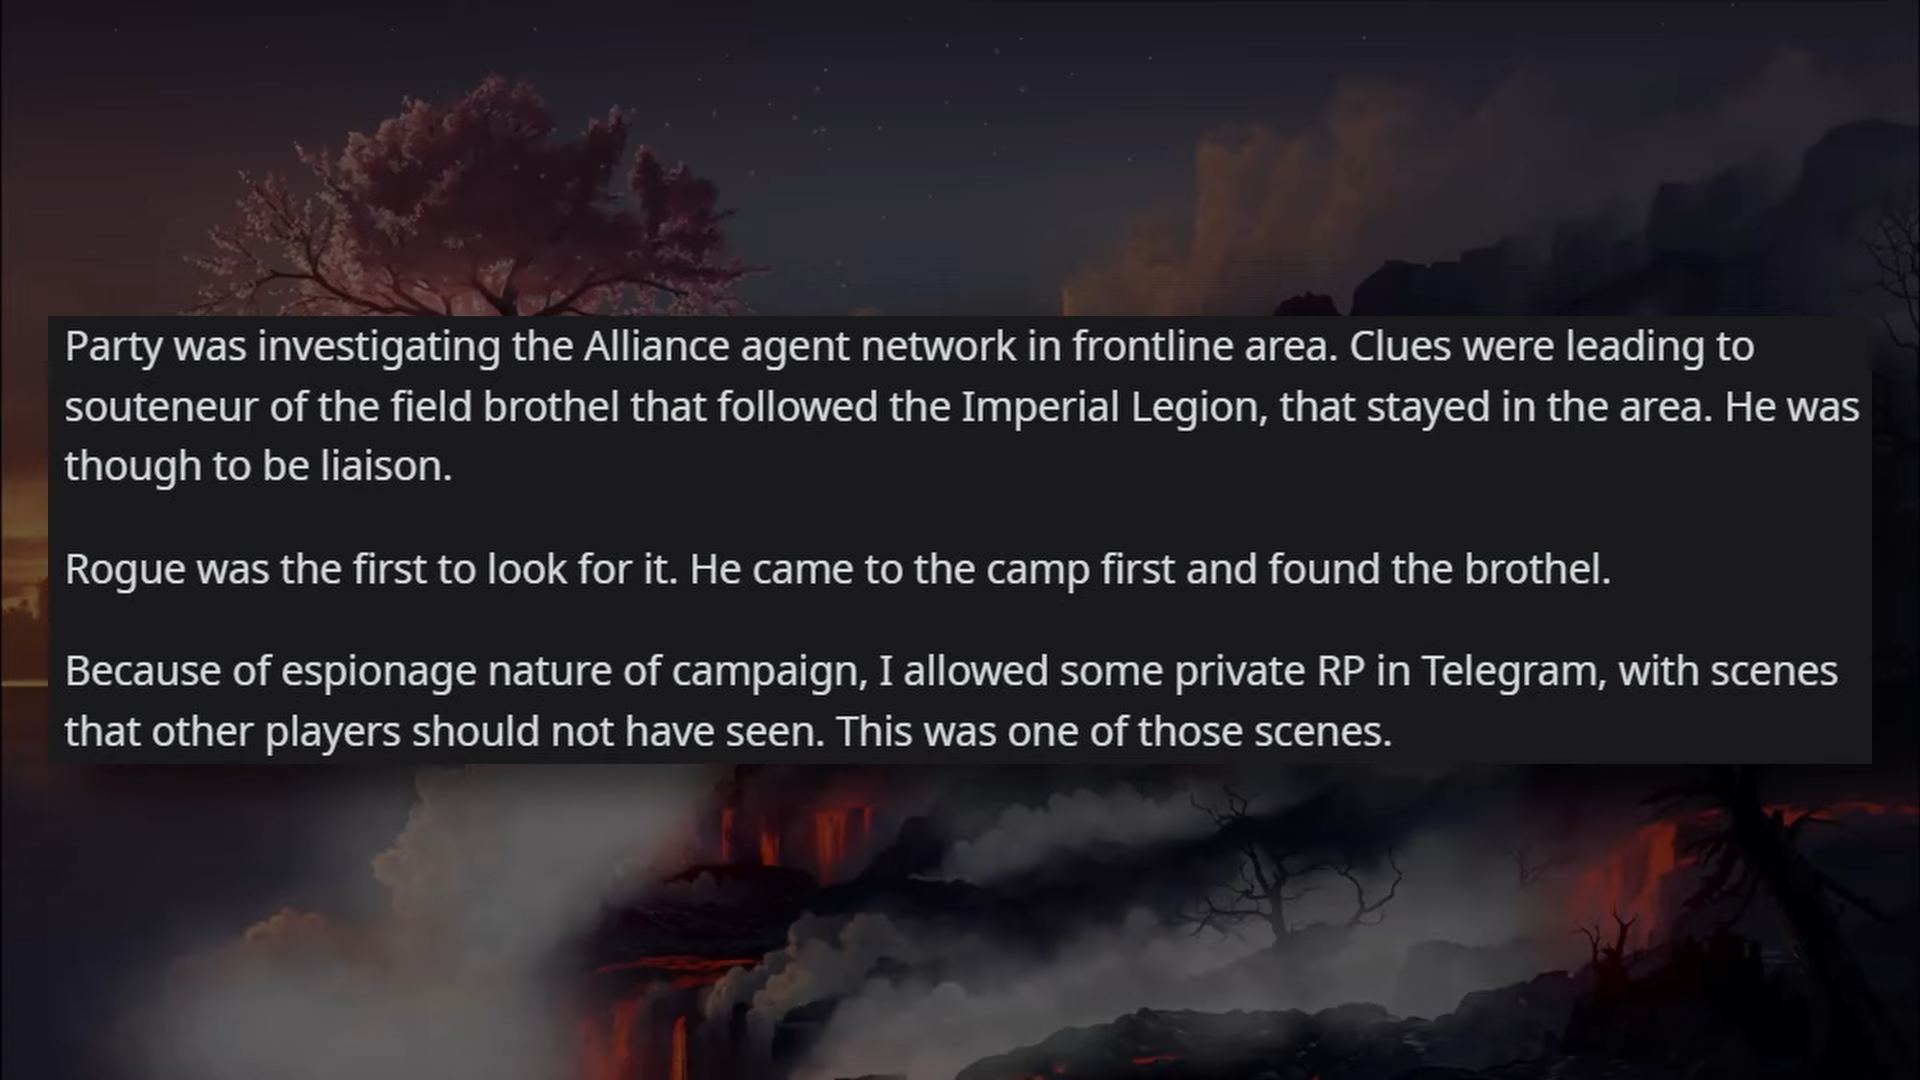 Party was investigating the Alliance agent network in frontline area. Clues were leading to
souteneur of the field brothel that followed the Imperial Legion, that stayed in the area. He was
though to be liaison.
Rogue was the first to look for it. He came to the camp first and found the brothel.
Because of espionage nature of campaign, I allowed some private RP in Telegram, with scenes
that other players should not have seen. This was one of those scenes.